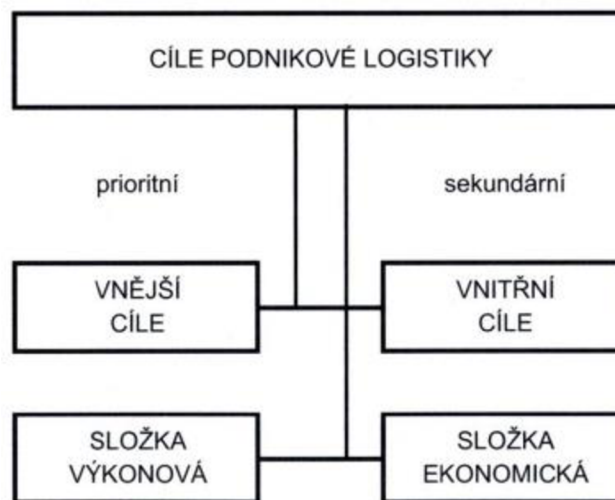 CÍLE PODNIKOVÉ LOGISTIKY
prioritní
sekundární
VNĚJŠÍ
CÍLE
VNITŘNÍ
CÍLE
SLOŽKA
VÝKONOVÁ
SLOŽKA
EKONOMICKÁ